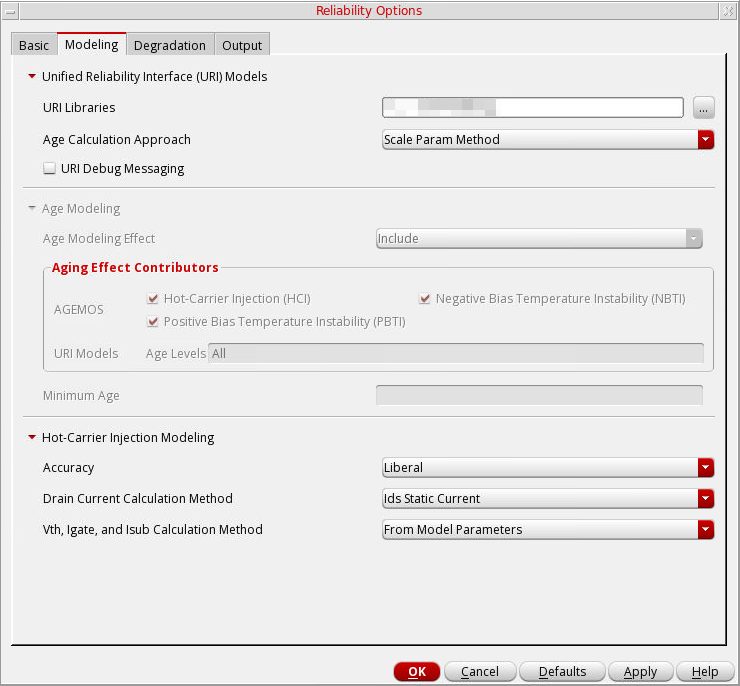 Reliability Options
Basic Modeling Degradation Output
Unified Reliability Interface (URI) Models
URI Libraries ...
Age Calculation Approach Scale Param Method
URI Debug Messaging
Age Modeling
Age Modeling Effect Include
Aging Effect Contributors
AGEMOS Hot-Carrier Injection (HCI) Negative Bias Temperature Instability (NBTI)
Positive Bias Temperature Instability (PBTI)
URI Models Age Levels All
Minimum Age
Hot-Carrier Injection Modeling
Accuracy Liberal
Drain Current Calculation Method Ids Static Current
Vth, Igate, and Isub Calculation Method From Model Parameters
OK Cancel Defaults Apply Help